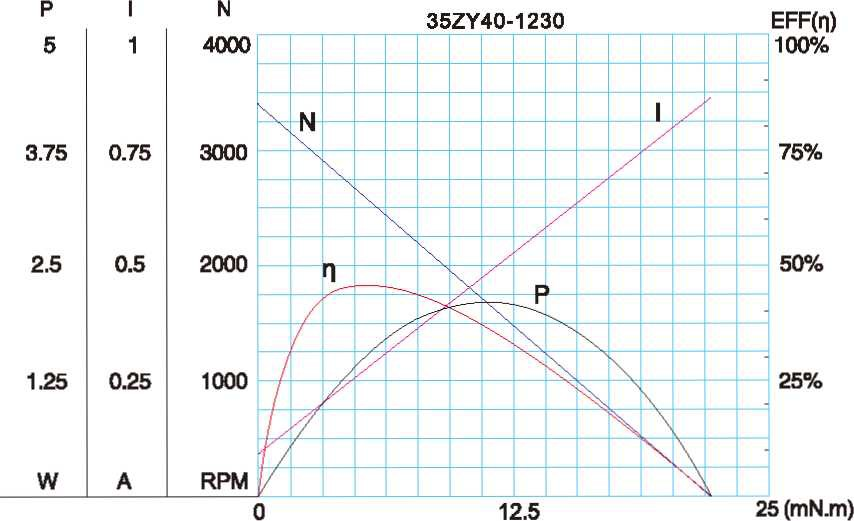 P I N 35ZY40-1230 EFF(η)
5 1 4000 100%
N I
3.75 0.75 3000 75%
2.5 0.5 2000 η 50%
P
1.25 0.25 1000 25%
W A RPM
0 12.5 25 (mN.m)